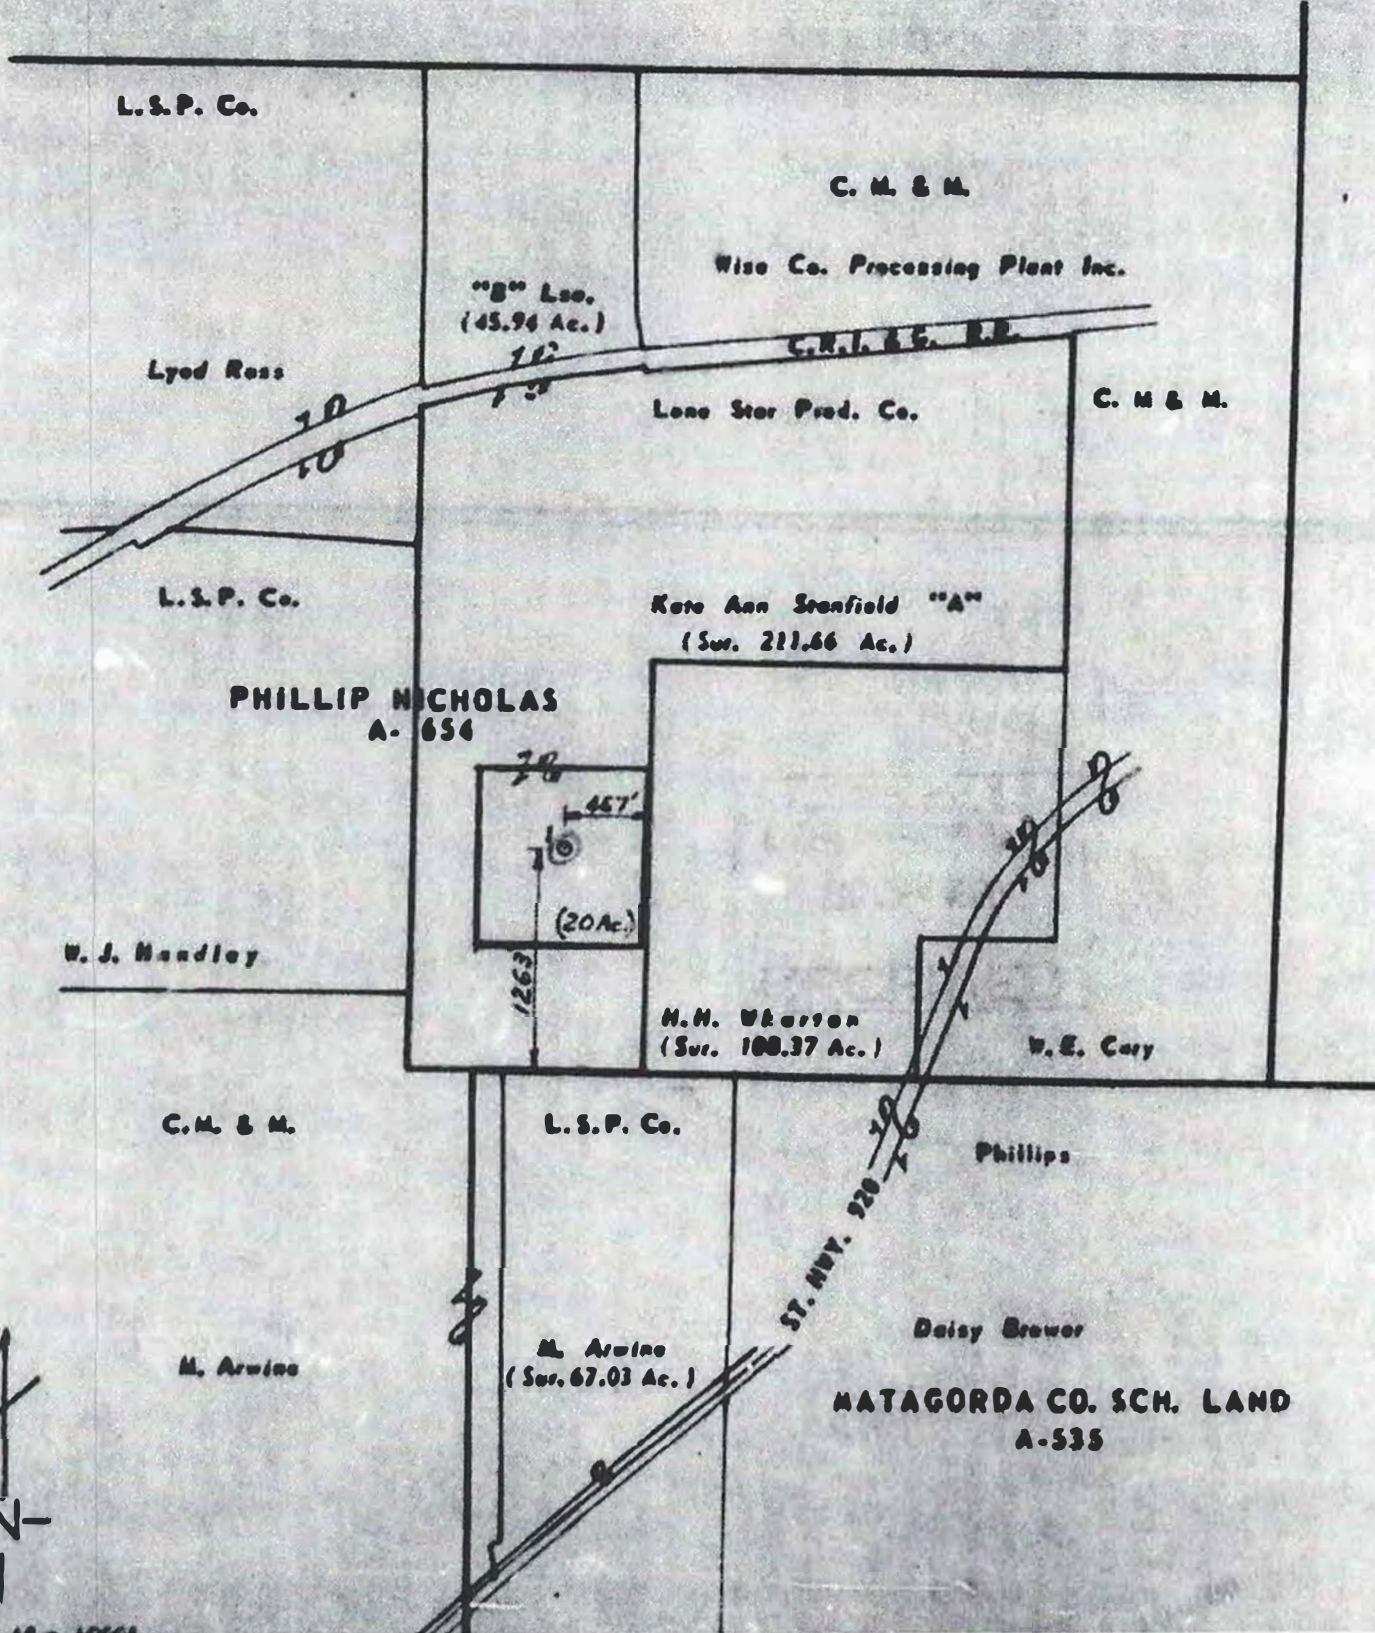 L.S.P. Co.
C. M. & M.
Wise Co. Processing Plant Inc.
"B" Lse.
(45.94 Ac.)
C.R.I. & G. R.R.
Lyod Ross
Lone Star Prod. Co.
C. M & M.
L.S.P. Co.
Kate Ann Stanfield "A"
(Sur. 211.66 Ac.)
PHILLIP NICHOLAS
A- 654
467'
(20 Ac.)
1263
W. J. Handley
H.H. Wharton
(Sur. 108.37 Ac.)
W.E. Cary
C.M. & M.
L.S.P. Co.
Phillips
ST. HWY. 920
Daisy Brewer
M. Arwine
M. Arwine
(Sur. 67.03 Ac.)
MATAGORDA CO. SCH. LAND
A-535